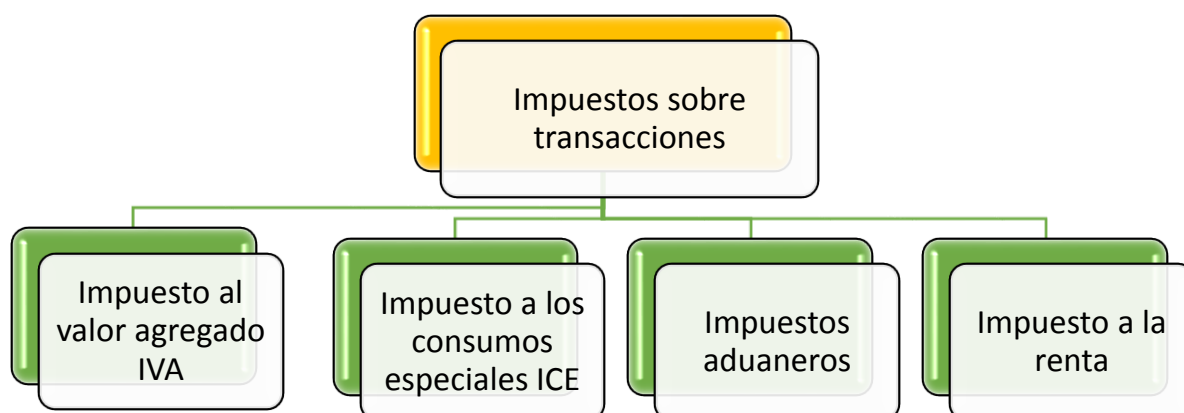 Impuestos sobre
transacciones
Impuesto al
valor agregado
IVA
Impuesto a los
consumos
especiales ICE
Impuestos
aduaneros
Impuesto a la
renta